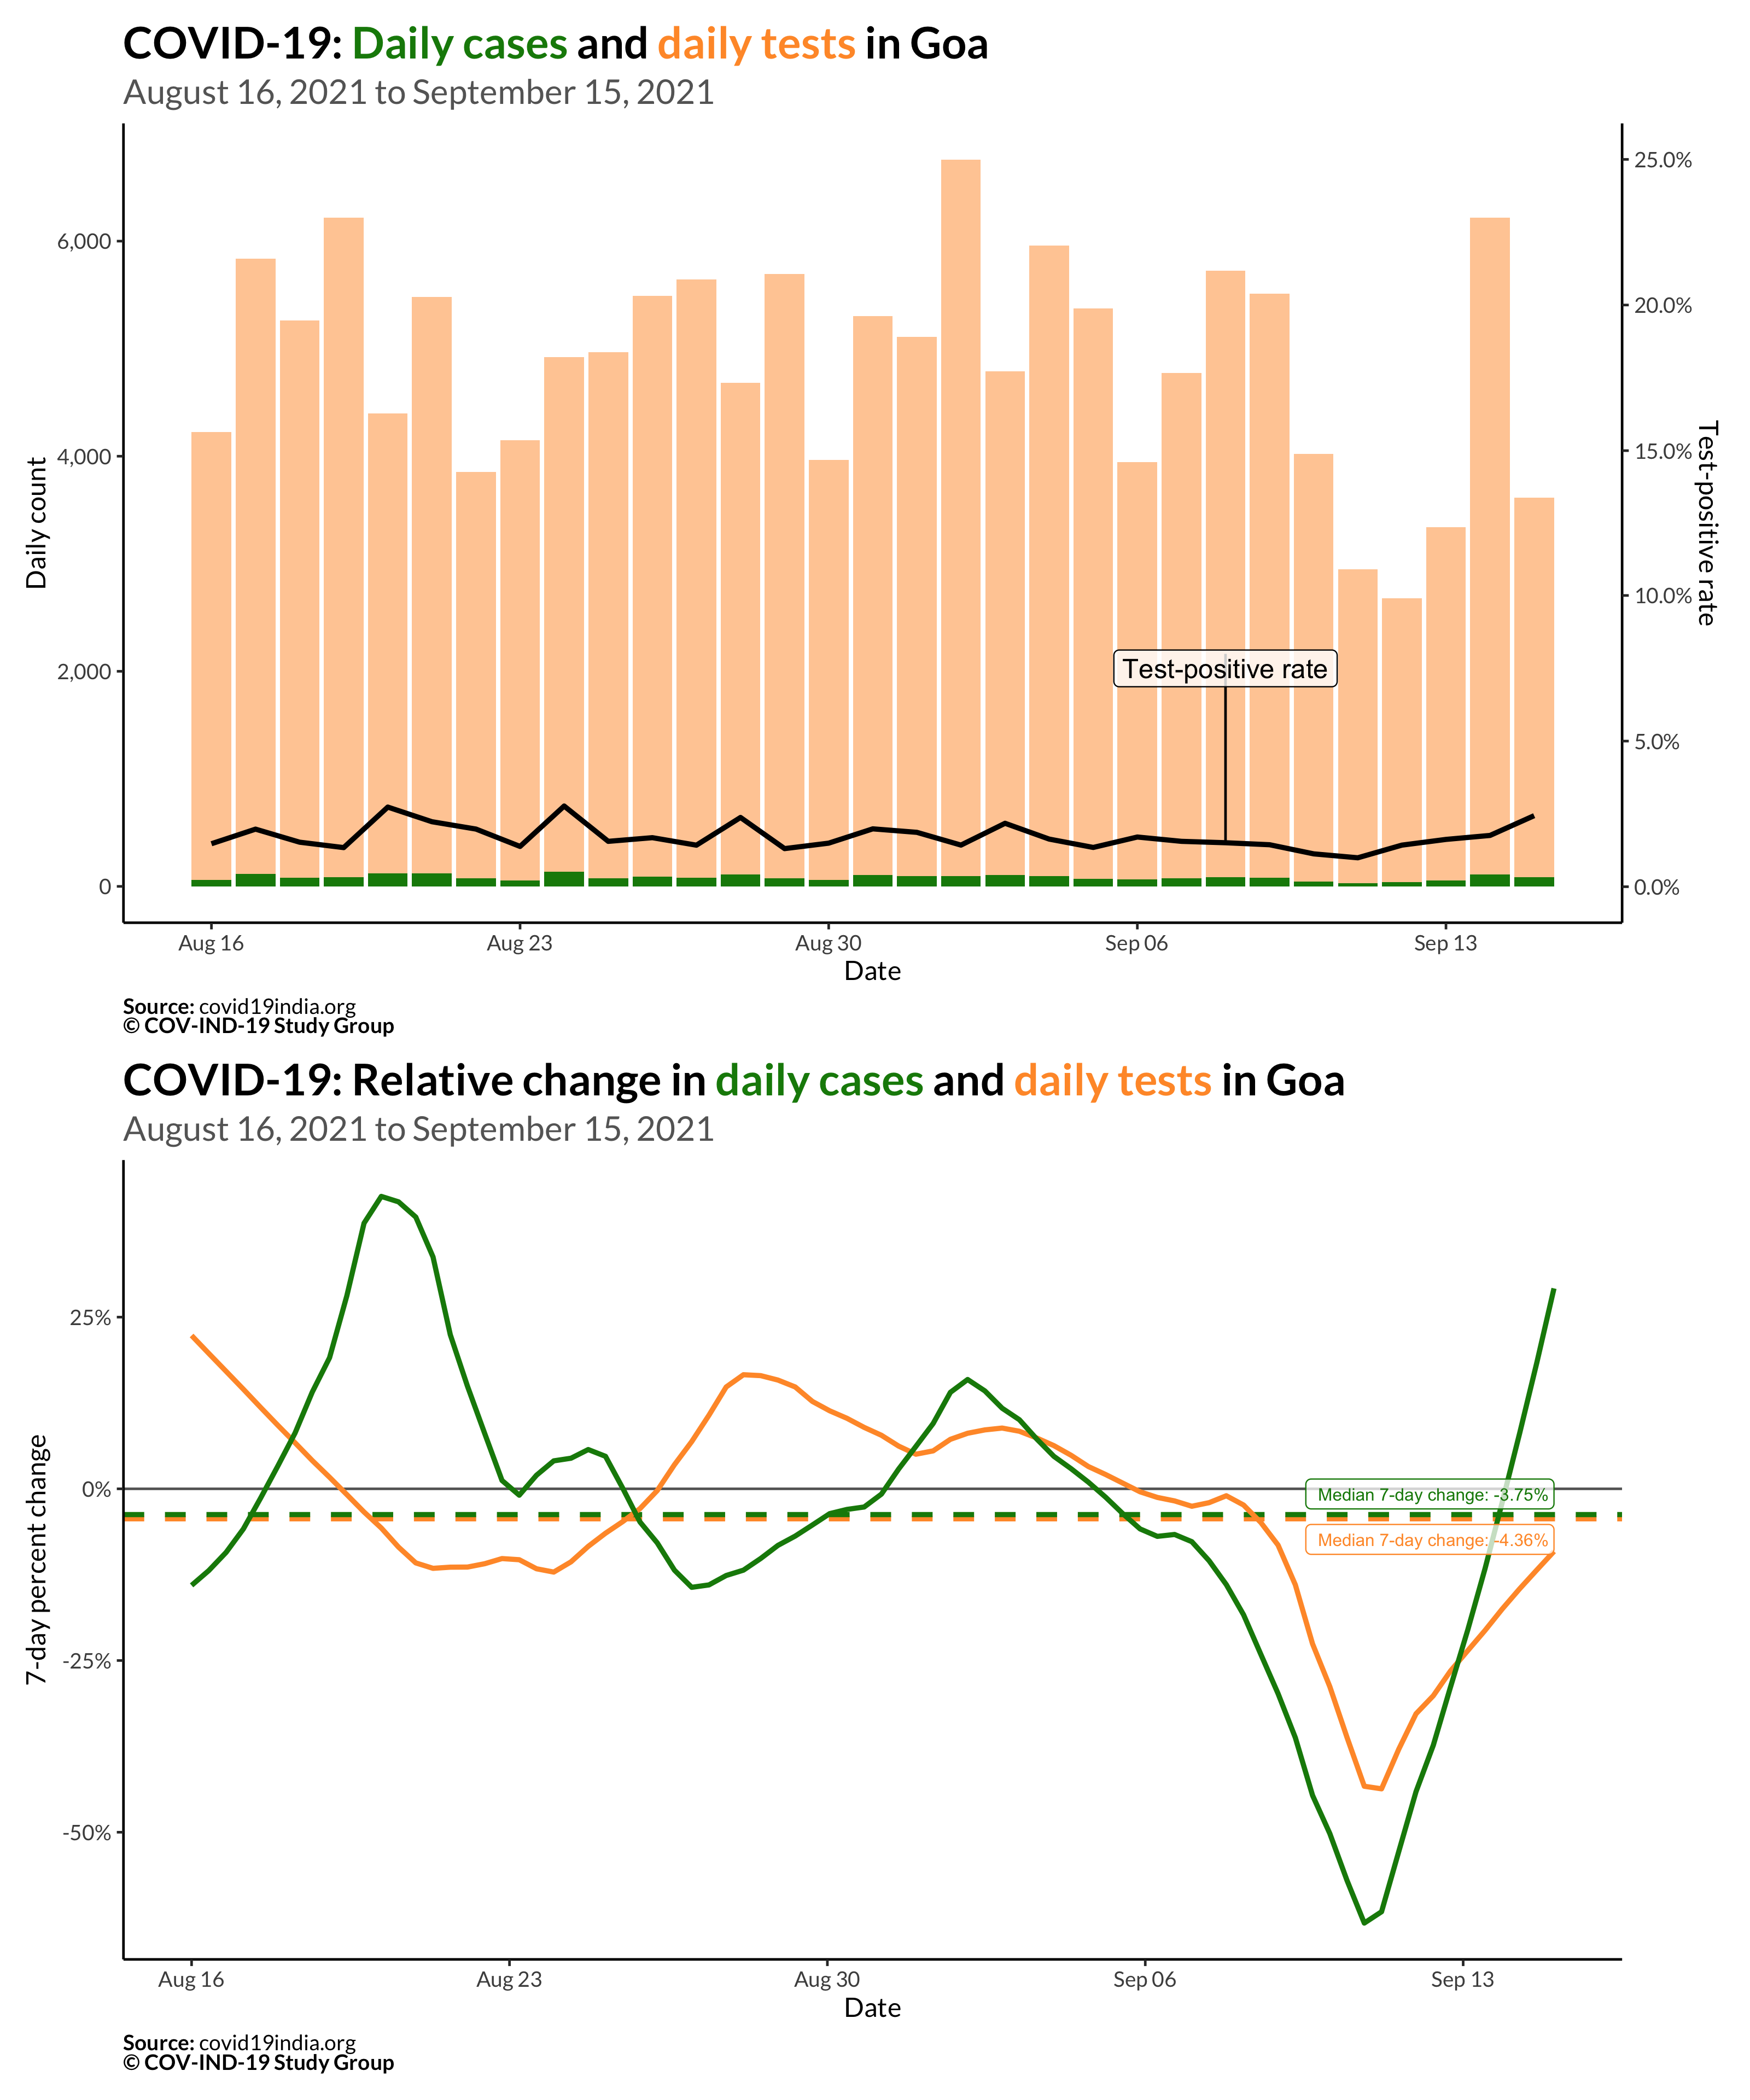 COVID-19: Daily cases and daily tests in Goa
August 16, 2021 to September 15, 2021
25.0%
6,000
20.0%
4,000
15.0%
Daily count
Test-positive rate
10.0%
2,000
Test-positive rate
5.0%
0
0.0%
Aug 16
Aug 23
Aug 30
Sep 06
Sep 13
Date
Source: covid19india.org
© COV-IND-19 Study Group
COVID-19: Relative change in daily cases and daily tests in Goa
August 16, 2021 to September 15, 2021
25%
0%
Median 7-day change: -3.75%
Median 7-day change: -4.36%
7-day percent change
-25%
-50%
Aug 16
Aug 23
Aug 30
Sep 06
Sep 13
Date
Source: covid19india.org
© COV-IND-19 Study Group